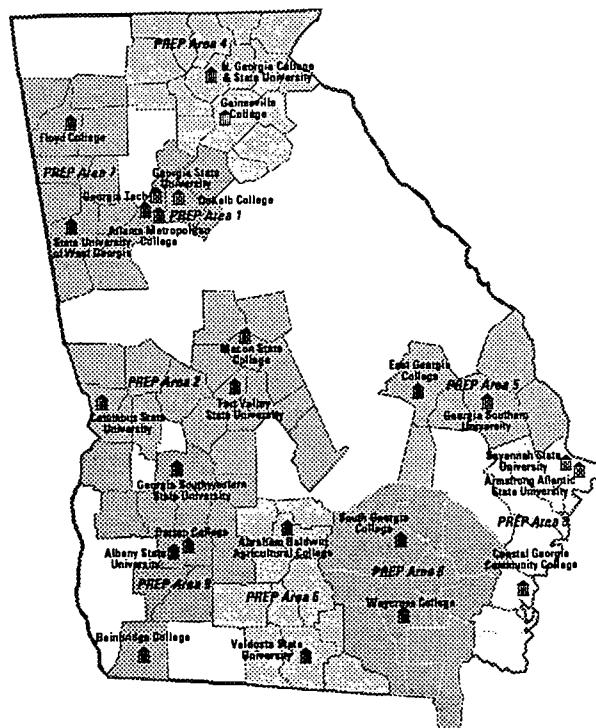 PREP Area 4
N. Georgia College
& State University
Gainesville
College
Floyd College
PREP Area 7
Georgia State
University
Georgia Tech
DeKalb College
PREP Area 1
Atlanta Metropolitan
College
State University
of West Georgia
Macon State
College
PREP Area 2
East Georgia
College
PREP Area 5
Fort Valley
State University
Columbus State
University
Georgia Southern
University
Savannah State
University
Armstrong Atlantic
State University
Georgia Southwestern
State University
South Georgia
College
PREP Area
Darton College
Abraham Baldwin
Agricultural College
Albany State
University
Coastal Georgia
Community College
PREP Area
PREP Area
PREP Area 6
Waycross College
Bainbridge College
Valdosta State
University